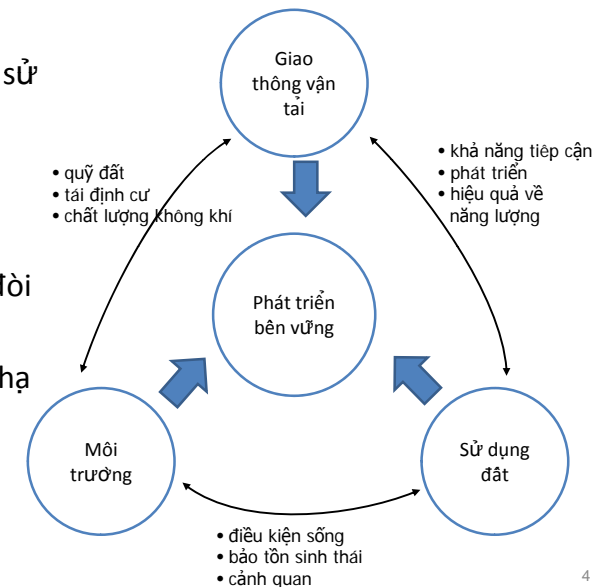 sử
đòi
hạ
Giao
thông vận
tải
• quỹ đất
• tái định cư
• chất lượng không khí
• khả năng tiếp cận
• phát triển
• hiệu quả về
năng lượng
Phát triển
bền vững
Môi
trường
Sử dụng
đất
• điều kiện sống
• bảo tồn sinh thái
• cảnh quan
4